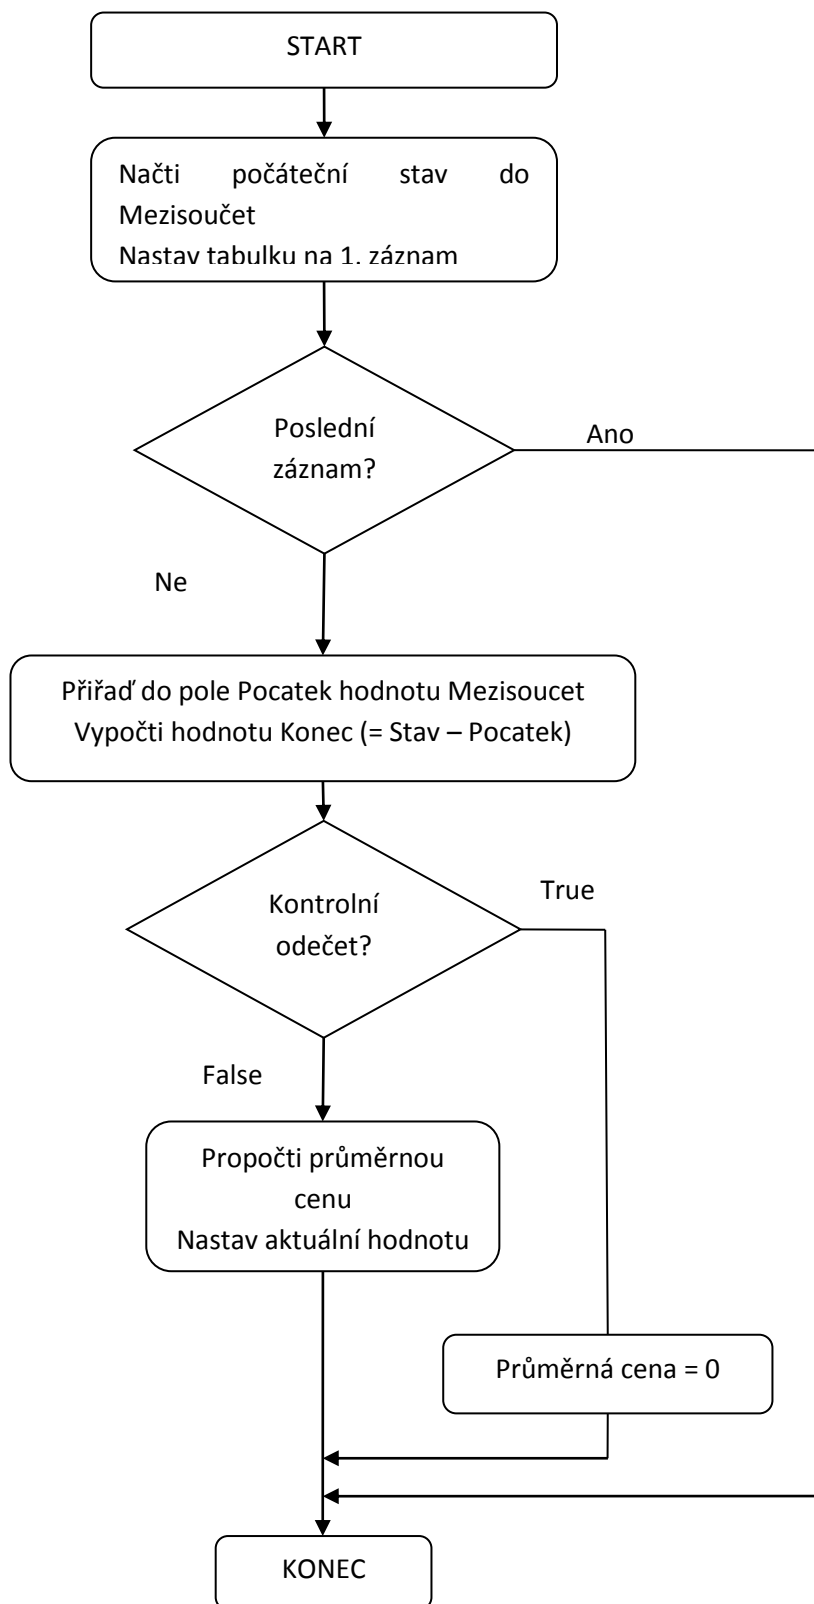 START
Načti počáteční stav do
Mezisoučet
Nastav tabulku na 1. záznam
Poslední
záznam?
Ano
Ne
Přiřaď do pole Pocatek hodnotu Mezisoucet
Vypočti hodnotu Konec (= Stav – Pocatek)
Kontrolní
odečet?
True
False
Propočti průměrnou
cenu
Nastav aktuální hodnotu
Průměrná cena = 0
KONEC